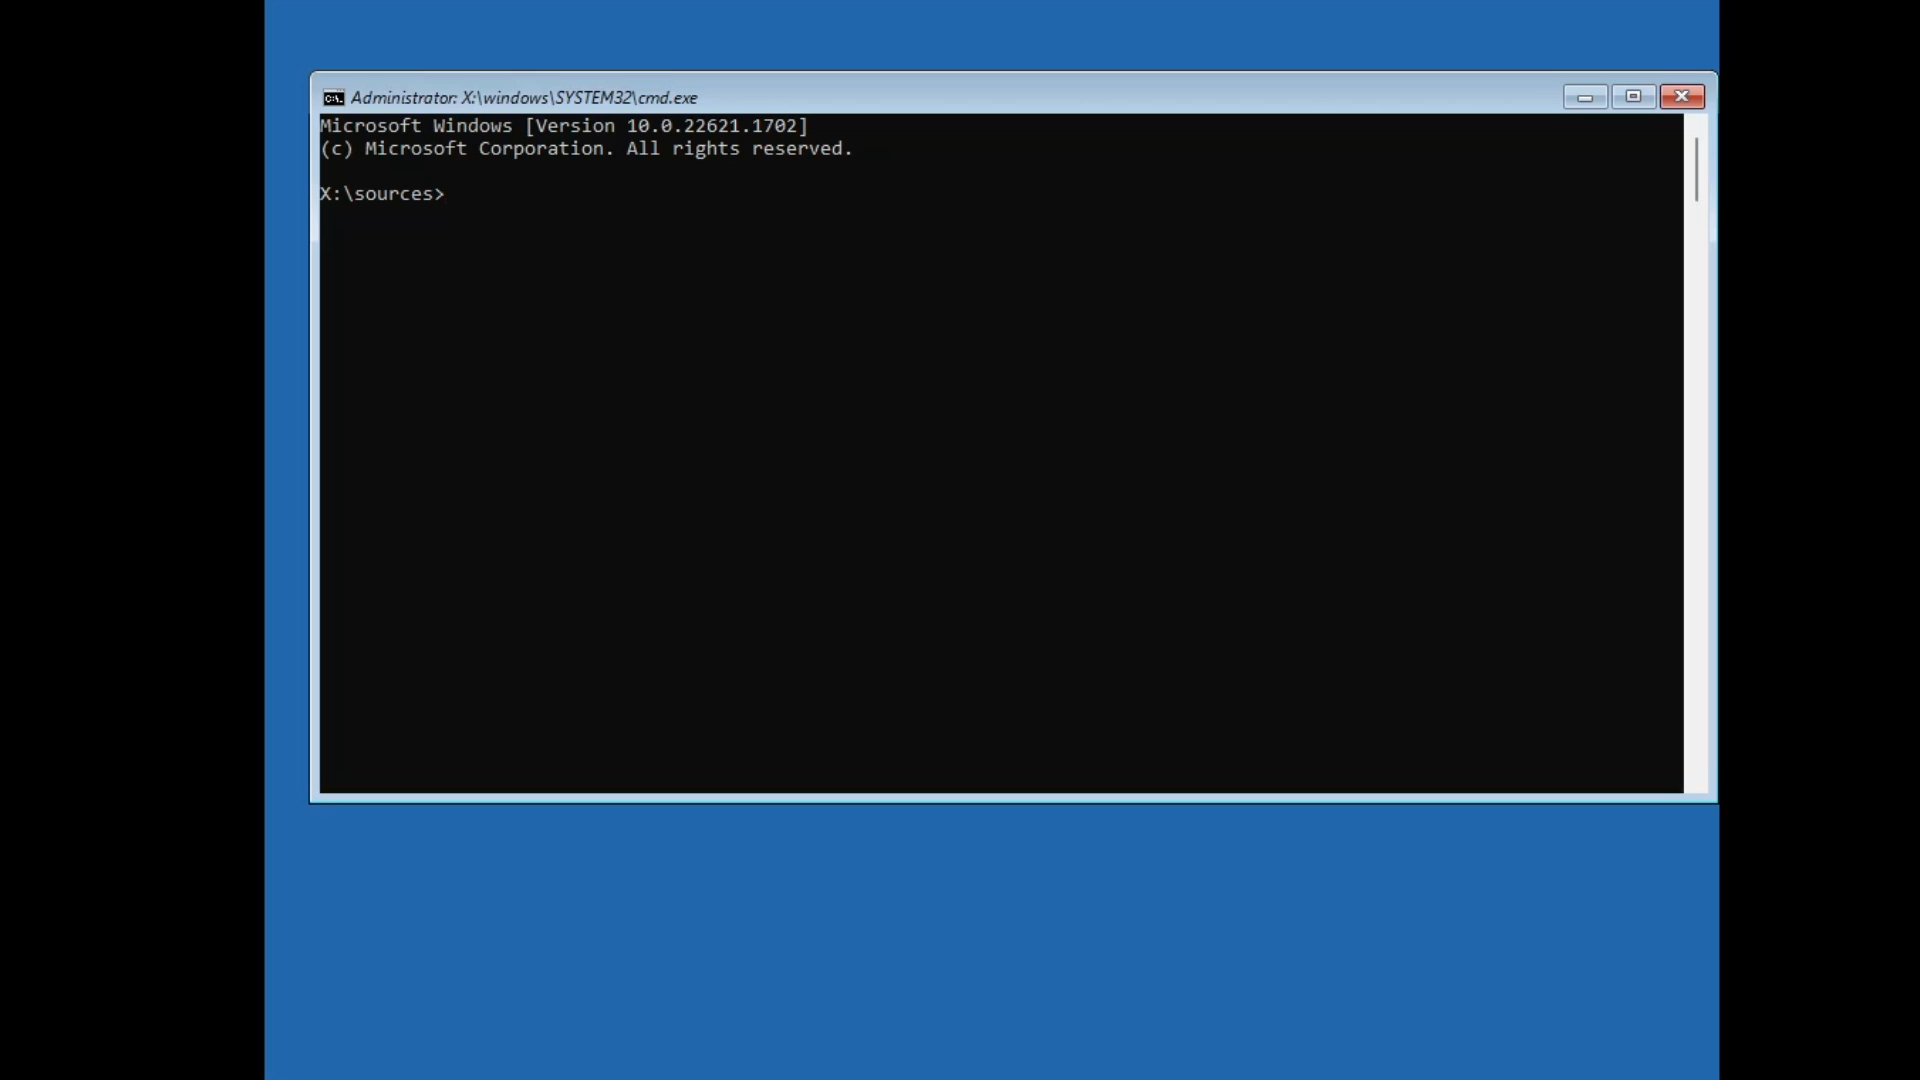 Administrator: X:\windows\SYSTEM32\cmd.exe
Microsoft Windows [Version 10.0.22621.1702]
(c) Microsoft Corporation. All rights reserved.
X:\sources>